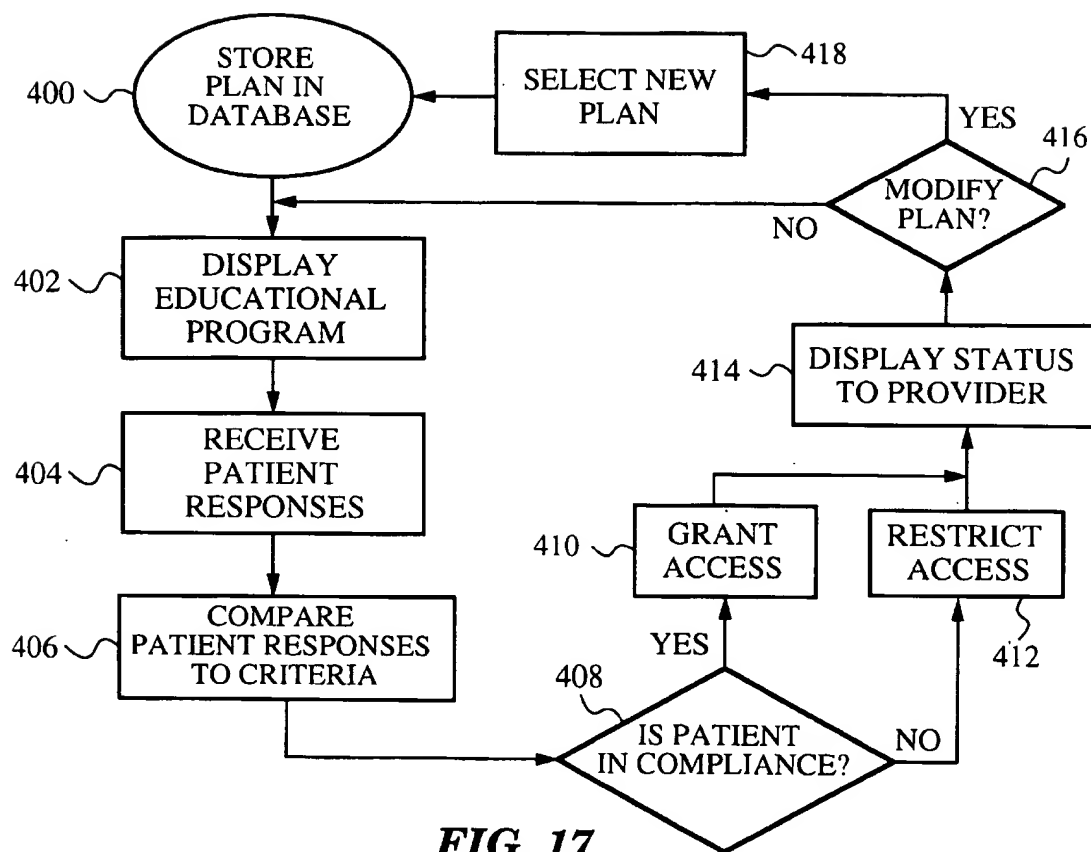 400
STORE
PLAN IN
DATABASE
SELECT NEW
PLAN
418
YES
416
MODIFY
PLAN?
NO
402
DISPLAY
EDUCATIONAL
PROGRAM
414
DISPLAY STATUS
TO PROVIDER
404
RECEIVE
PATIENT
RESPONSES
410
GRANT
ACCESS
RESTRICT
ACCESS
412
406
COMPARE
PATIENT RESPONSES
TO CRITERIA
YES
408
IS PATIENT
IN COMPLIANCE?
NO
FIG. 17